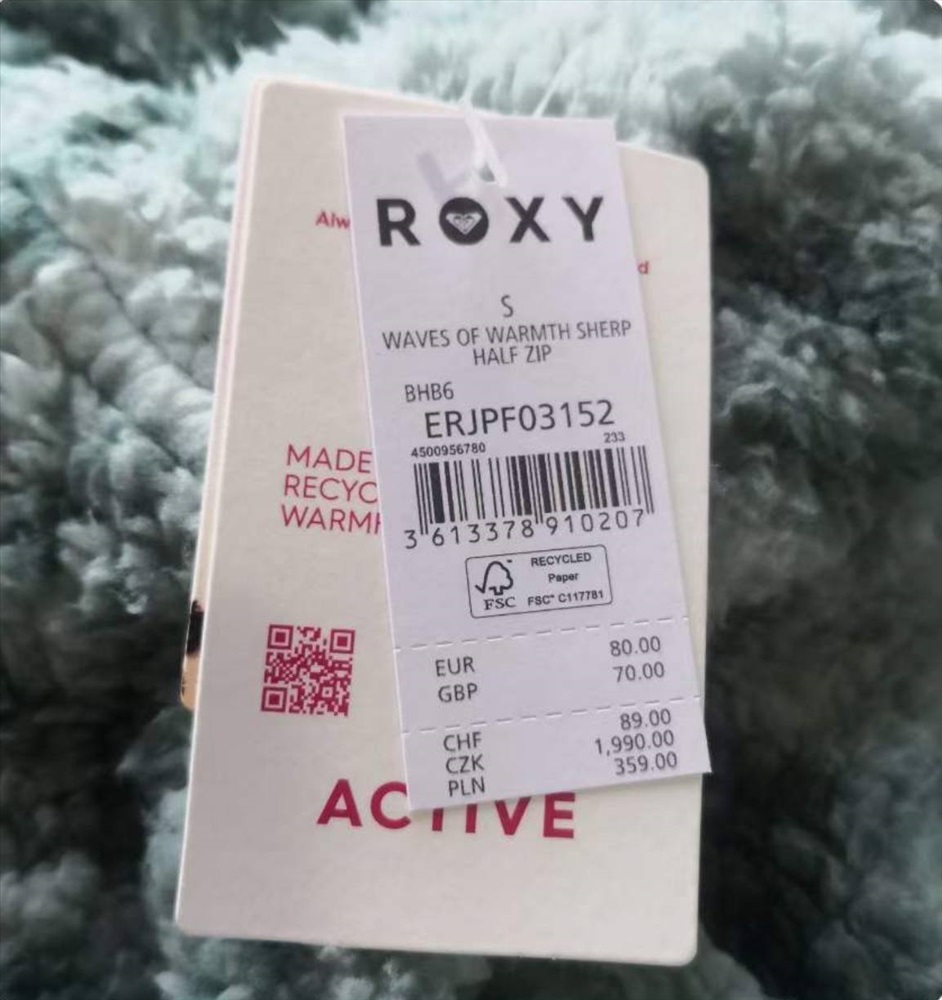 ROXY
S
WAVES OF WARMTH SHERP
HALF ZIP
BHB6
ERJPF03152
4500956780 233
3 613378 910207
RECYCLED
Paper
FSC FSC® C117781
EUR 80.00
GBP 70.00
CHF 89.00
CZK 1,990.00
PLN 359.00
MADE
RECYC
WARM
ACTIVE